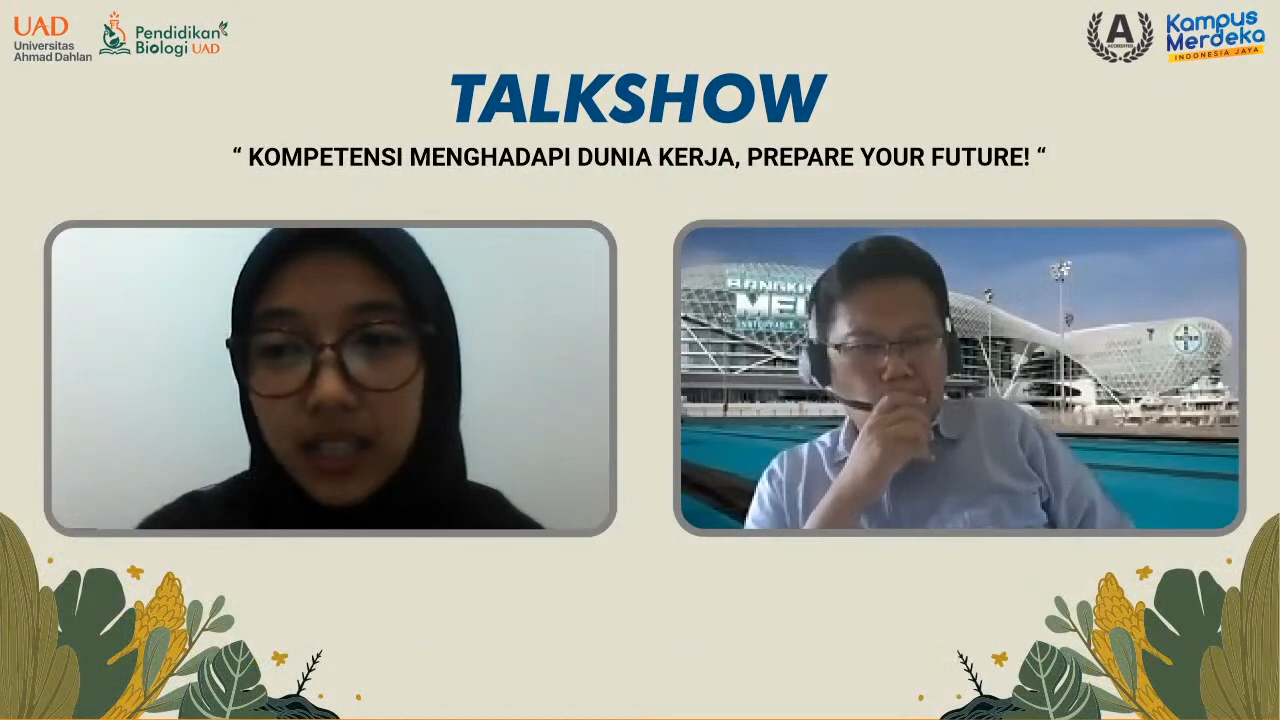 UAD
Universitas
Ahmad Dahlan
Pendidikan
Biologi UAD
A
ACCREDITED
Kampus
Merdeka
INDONESIA JAYA
TALKSHOW
“ KOMPETENSI MENGHADAPI DUNIA KERJA, PREPARE YOUR FUTURE! “